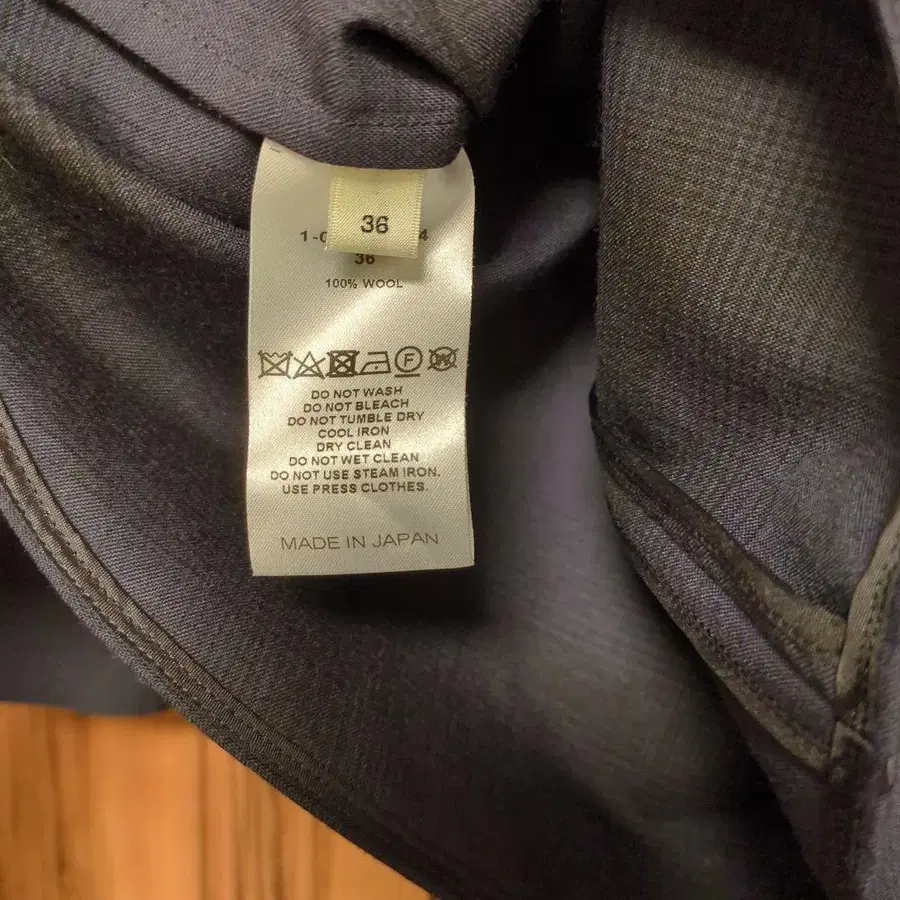 36
36
100% WOOL
DO NOT WASH
DO NOT BLEACH
DO NOT TUMBLE DRY
COOL IRON
DRY CLEAN
DO NOT WET CLEAN
DO NOT USE STEAM IRON.
USE PRESS CLOTHES.
MADE IN JAPAN